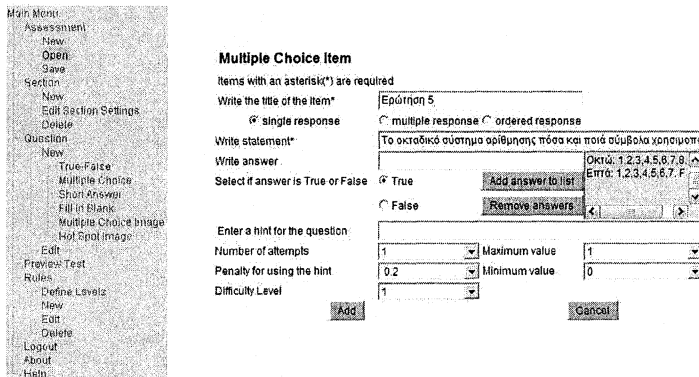 Main Menu
Assessment
New
Open
Save
Section
New
Edit Section Settings
Delete
Question
New
True-False
Multiple Choice
Short Answer
Fill in Blank
Multiple Choice Image
Hot Spot Image
Edit
Preview Test
Rules
Define Levels
New
Edit
Delete
Logout
About
Help
Multiple Choice Item
Items with an asterisk(*) are required
Write the title of the item* Ερώτηση 5
single response multiple response ordered response
Write statement* Το οκταδικό σύστημα αρίθμησης πόσα και ποιά σύμβολα χρησιμοπ
Write answer Οκτώ: 1,2,3,4,5,6,7,8.
Επτά: 1,2,3,4,5,6,7. F
Select if answer is True or False True Add answer to list
False Remove answers
Enter a hint for the question
Number of attempts 1 Maximum value 1
Penalty for using the hint 0.2 Minimum value 0
Difficulty Level 1
Add Cancel